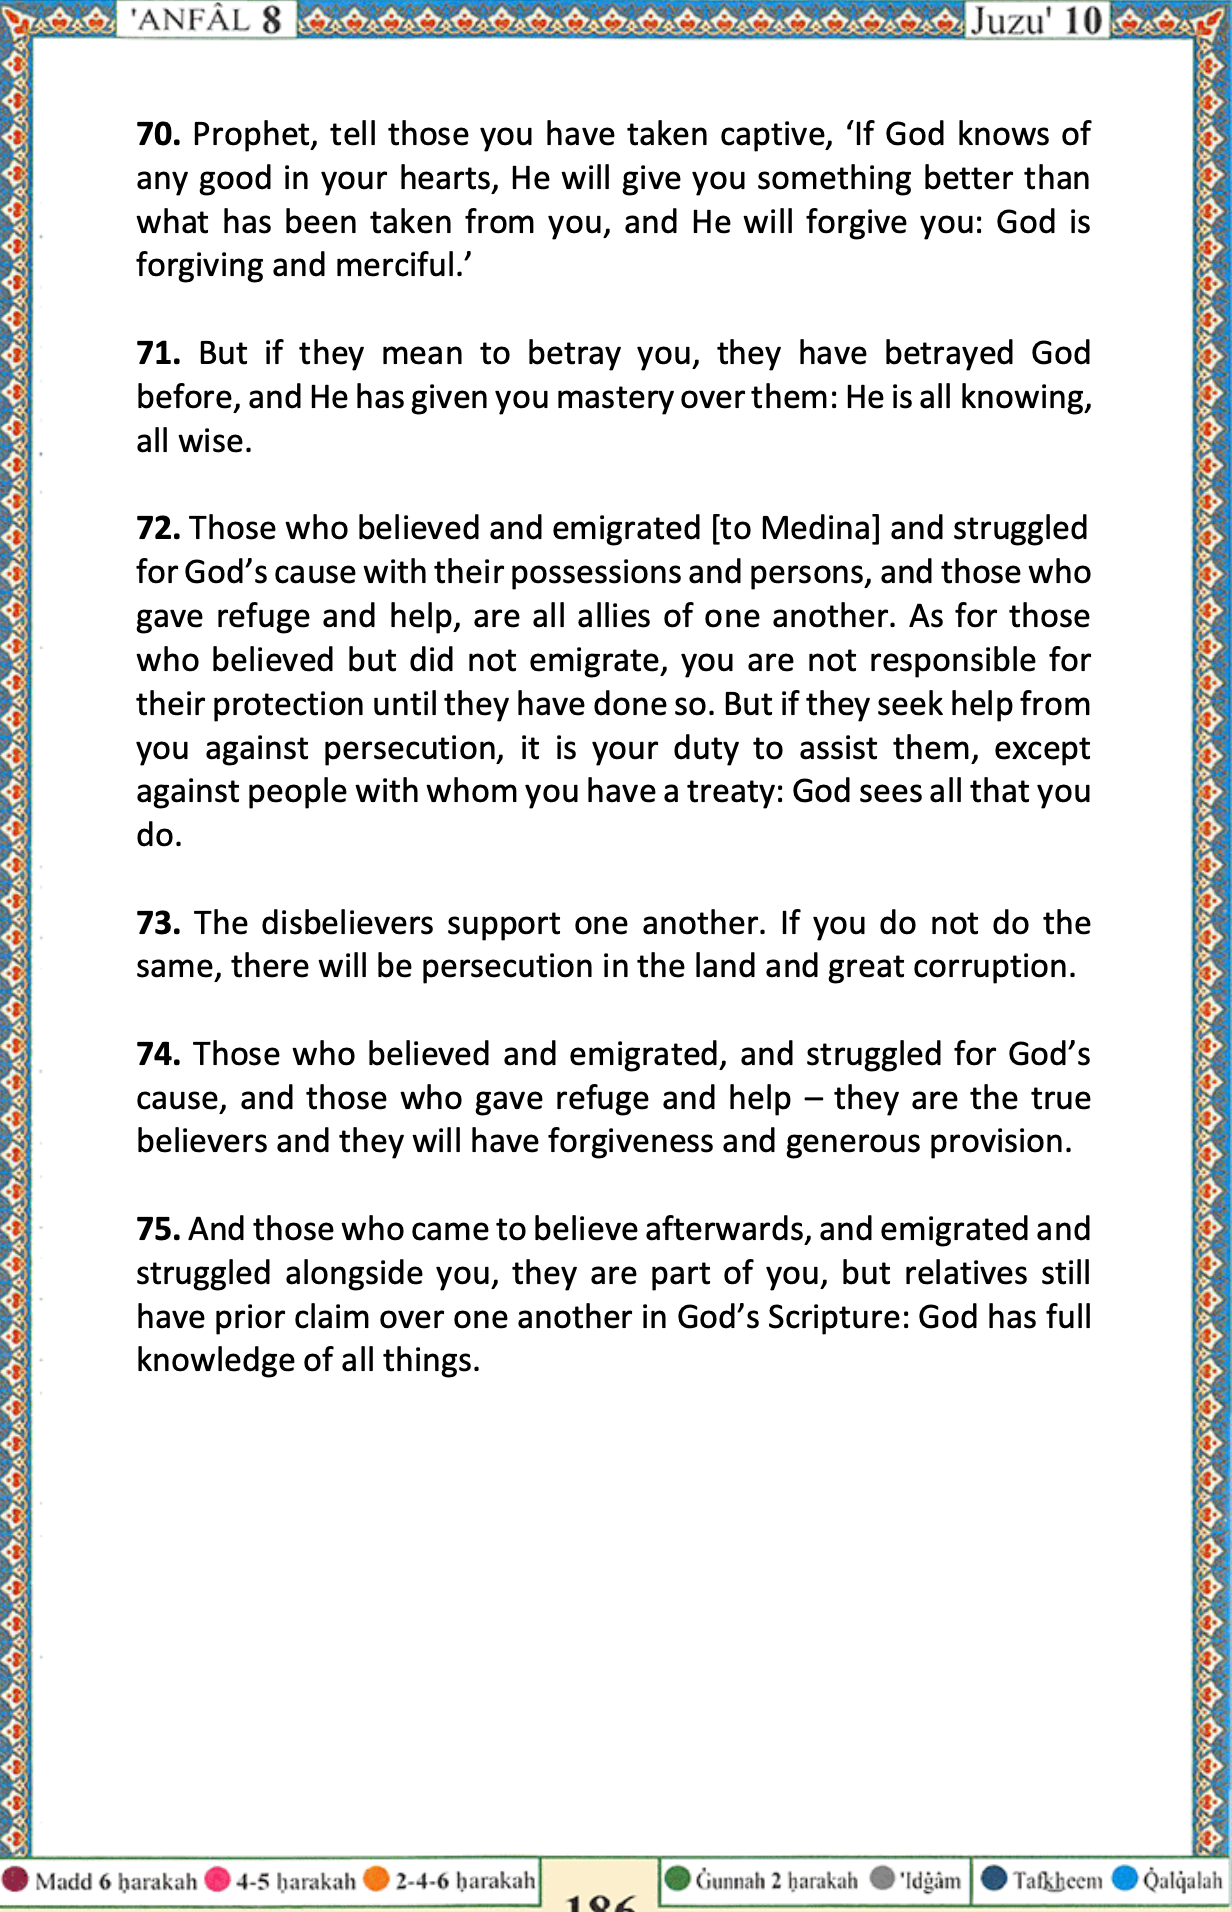 'ANFÂL 8
Juzu' 10
70. Prophet, tell those you have taken captive, ‘If God knows of
any good in your hearts, He will give you something better than
what has been taken from you, and He will forgive you: God is
forgiving and merciful.’
71. But if they mean to betray you, they have betrayed God
before, and He has given you mastery over them: He is all knowing,
all wise.
72. Those who believed and emigrated [to Medina] and struggled
for God’s cause with their possessions and persons, and those who
gave refuge and help, are all allies of one another. As for those
who believed but did not emigrate, you are not responsible for
their protection until they have done so. But if they seek help from
you against persecution, it is your duty to assist them, except
against people with whom you have a treaty: God sees all that you
do.
73. The disbelievers support one another. If you do not do the
same, there will be persecution in the land and great corruption.
74. Those who believed and emigrated, and struggled for God’s
cause, and those who gave refuge and help – they are the true
believers and they will have forgiveness and generous provision.
75. And those who came to believe afterwards, and emigrated and
struggled alongside you, they are part of you, but relatives still
have prior claim over one another in God’s Scripture: God has full
knowledge of all things.
Madd 6 ḥarakah 4-5 ḥarakah 2-4-6 ḥarakah
186
Ġunnah 2 ḥarakah 'Idġâm Tafkheem Q̇alq̇alah